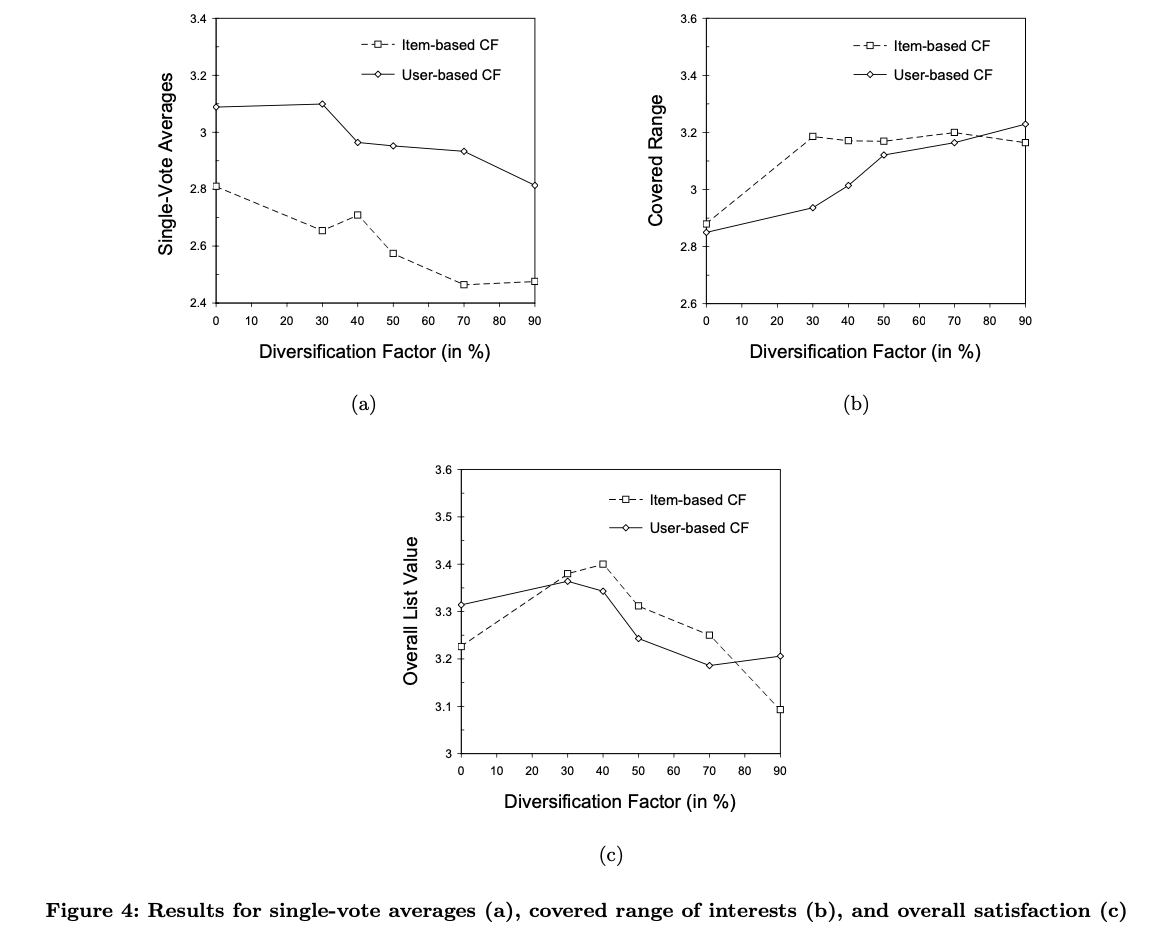 3.4
3.2
3
2.8
2.6
2.4
Single-Vote Averages
Item-based CF
User-based CF
0 10 20 30 40 50 60 70 80 90
Diversification Factor (in %)
(a)
3.6
3.4
3.2
3
2.8
2.6
Covered Range
Item-based CF
User-based CF
0 10 20 30 40 50 60 70 80 90
Diversification Factor (in %)
(b)
3.6
3.5
3.4
3.3
3.2
3.1
3
Overall List Value
Item-based CF
User-based CF
0 10 20 30 40 50 60 70 80 90
Diversification Factor (in %)
(c)
Figure 4: Results for single-vote averages (a), covered range of interests (b), and overall satisfaction (c)